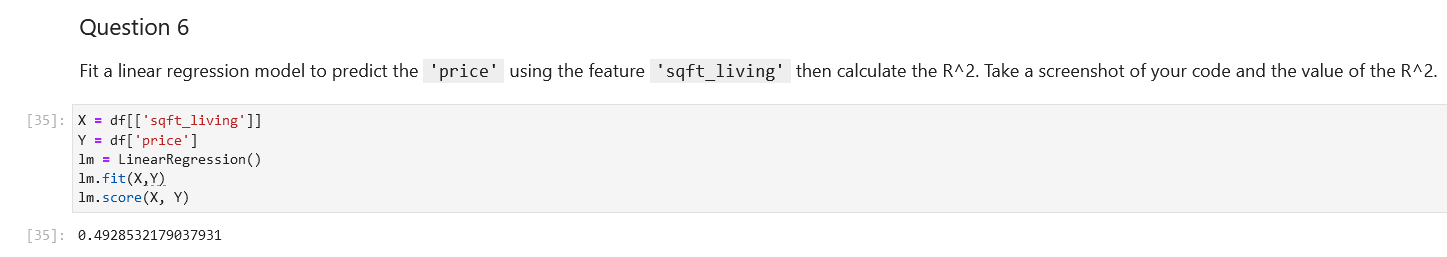 Question 6
Fit a linear regression model to predict the 'price' using the feature 'sqft_living' then calculate the R^2. Take a screenshot of your code and the value of the R^2.
[35]: X = df[['sqft_living']]
Y = df['price']
lm = LinearRegression()
lm.fit(X,Y)
lm.score(X, Y)
[35]: 0.4928532179037931